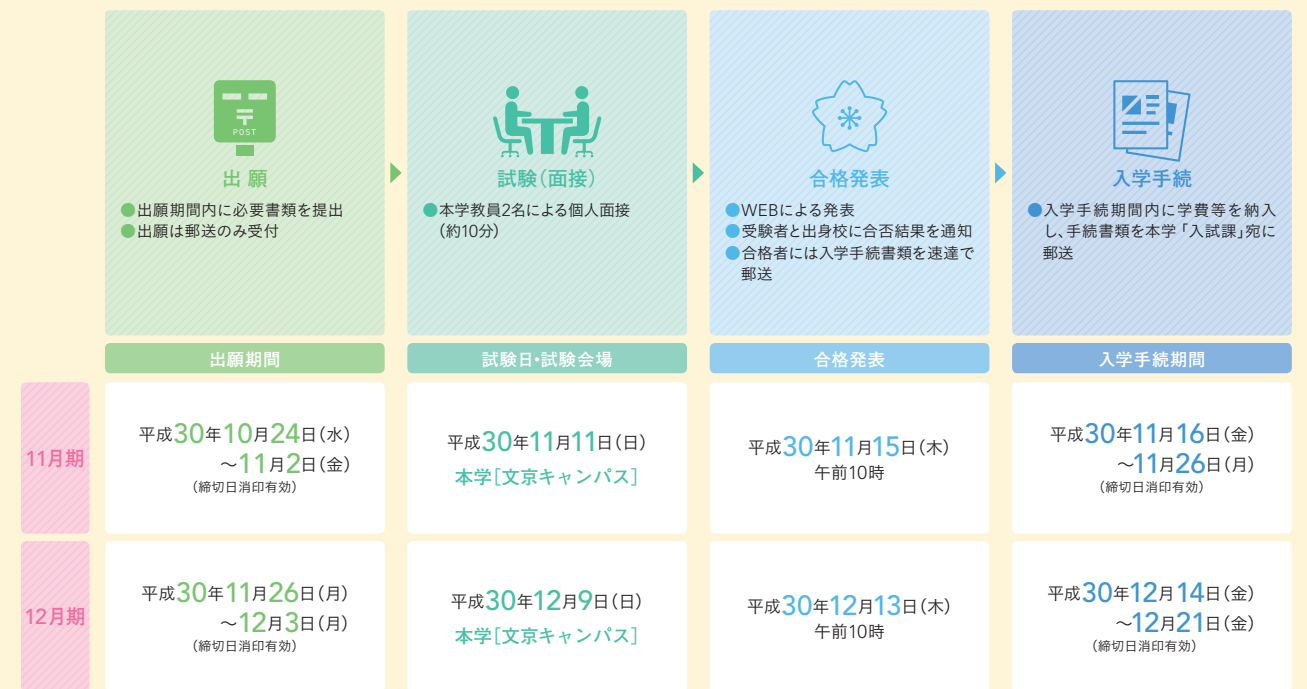 〒
POST
出 願
●出願期間内に必要書類を提出
●出願は郵送のみ受付
試験(面接)
●本学教員2名による個人面接
(約10分)
合格発表
●WEBによる発表
●受験者と出身校に合否結果を通知
●合格者には入学手続書類を速達で
郵送
入学手続
●入学手続期間内に学費等を納入
し、手続書類を本学「入試課」宛に
郵送
出願期間
試験日・試験会場
合格発表
入学手続期間
11月期
平成30年10月24日(水)
～11月2日(金)
(締切日消印有効)
平成30年11月11日(日)
本学[文京キャンパス]
平成30年11月15日(木)
午前10時
平成30年11月16日(金)
～11月26日(月)
(締切日消印有効)
12月期
平成30年11月26日(月)
～12月3日(月)
(締切日消印有効)
平成30年12月9日(日)
本学[文京キャンパス]
平成30年12月13日(木)
午前10時
平成30年12月14日(金)
～12月21日(金)
(締切日消印有効)